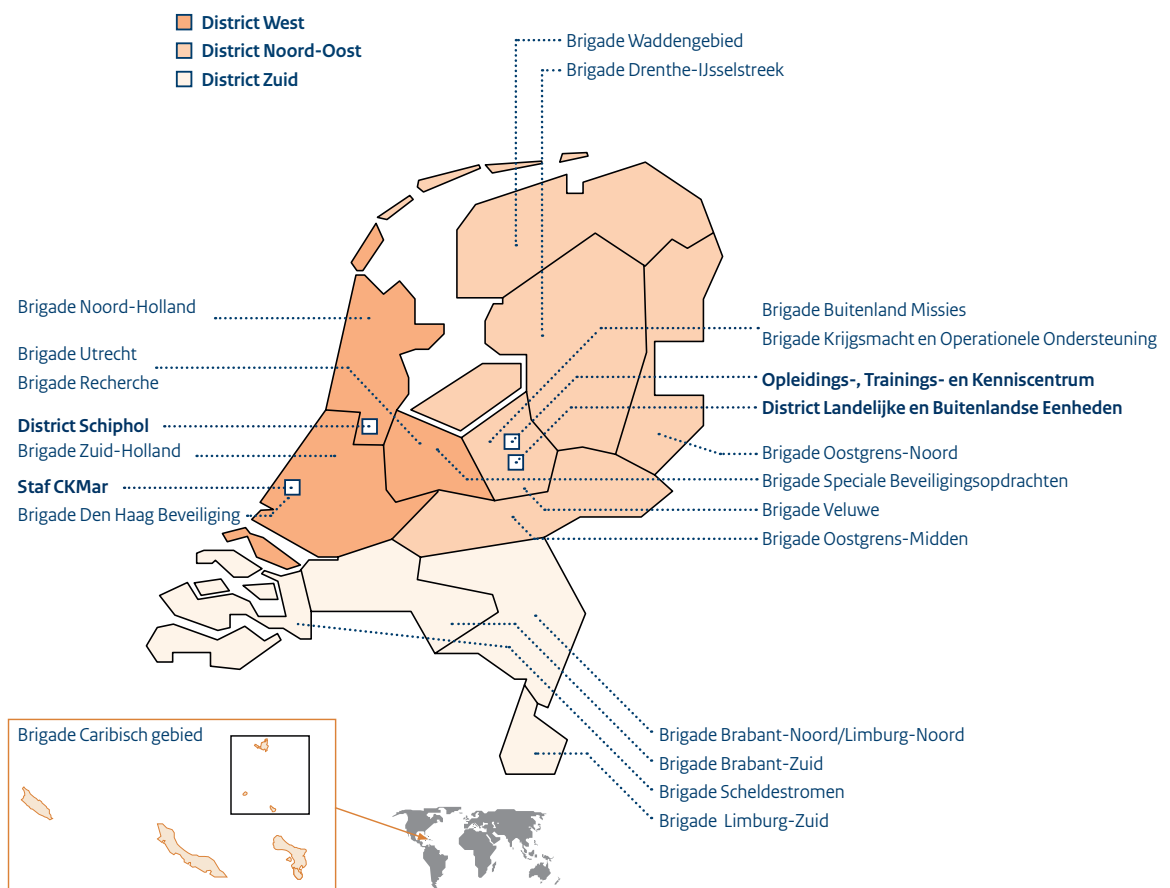 District West
District Noord-Oost
District Zuid
Brigade Waddengebied
Brigade Drenthe-IJsselstreek
Brigade Noord-Holland
Brigade Utrecht
Brigade Recherche
District Schiphol
Brigade Zuid-Holland
Staf CKMar
Brigade Den Haag Beveiliging
Brigade Buitenland Missies
Brigade Krijgsmacht en Operationele Ondersteuning
Opleidings-, Trainings- en Kenniscentrum
District Landelijke en Buitenlandse Eenheden
Brigade Oostgrens-Noord
Brigade Speciale Beveiligingsopdrachten
Brigade Veluwe
Brigade Oostgrens-Midden
Brigade Brabant-Noord/Limburg-Noord
Brigade Brabant-Zuid
Brigade Scheldestromen
Brigade Limburg-Zuid
Brigade Caribisch gebied